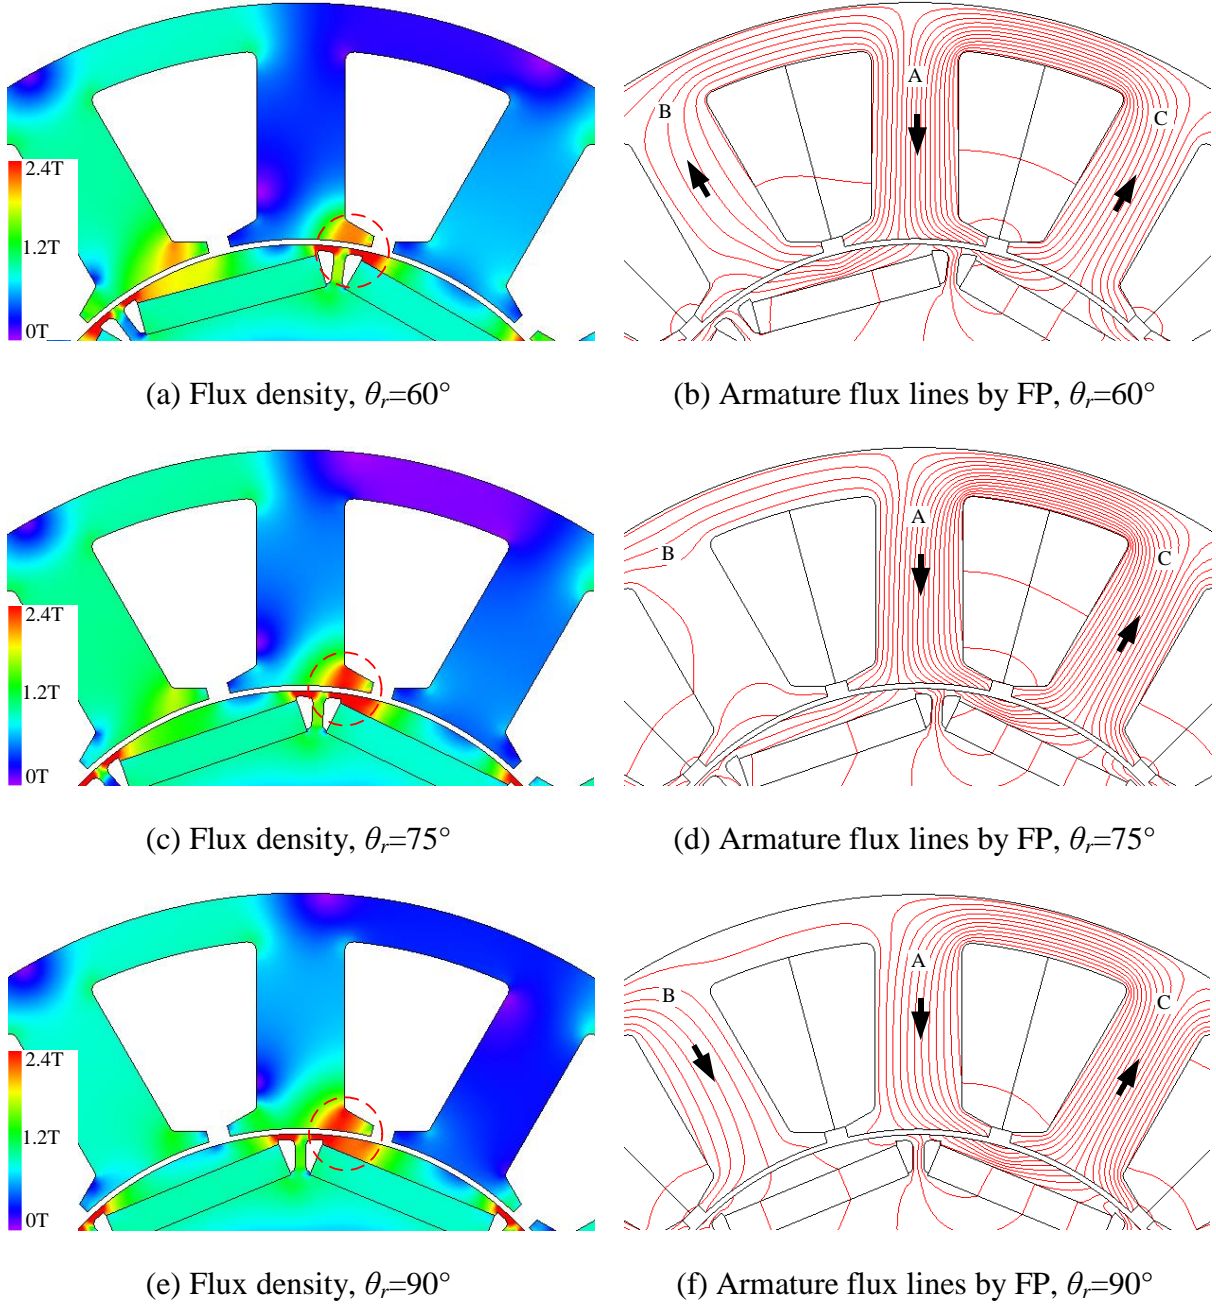 A
B
C
2.4T
1.2T
0T
(a) Flux density, θr=60°
(b) Armature flux lines by FP, θr=60°
A
B
C
2.4T
1.2T
0T
(c) Flux density, θr=75°
(d) Armature flux lines by FP, θr=75°
A
B
C
2.4T
1.2T
0T
(e) Flux density, θr=90°
(f) Armature flux lines by FP, θr=90°